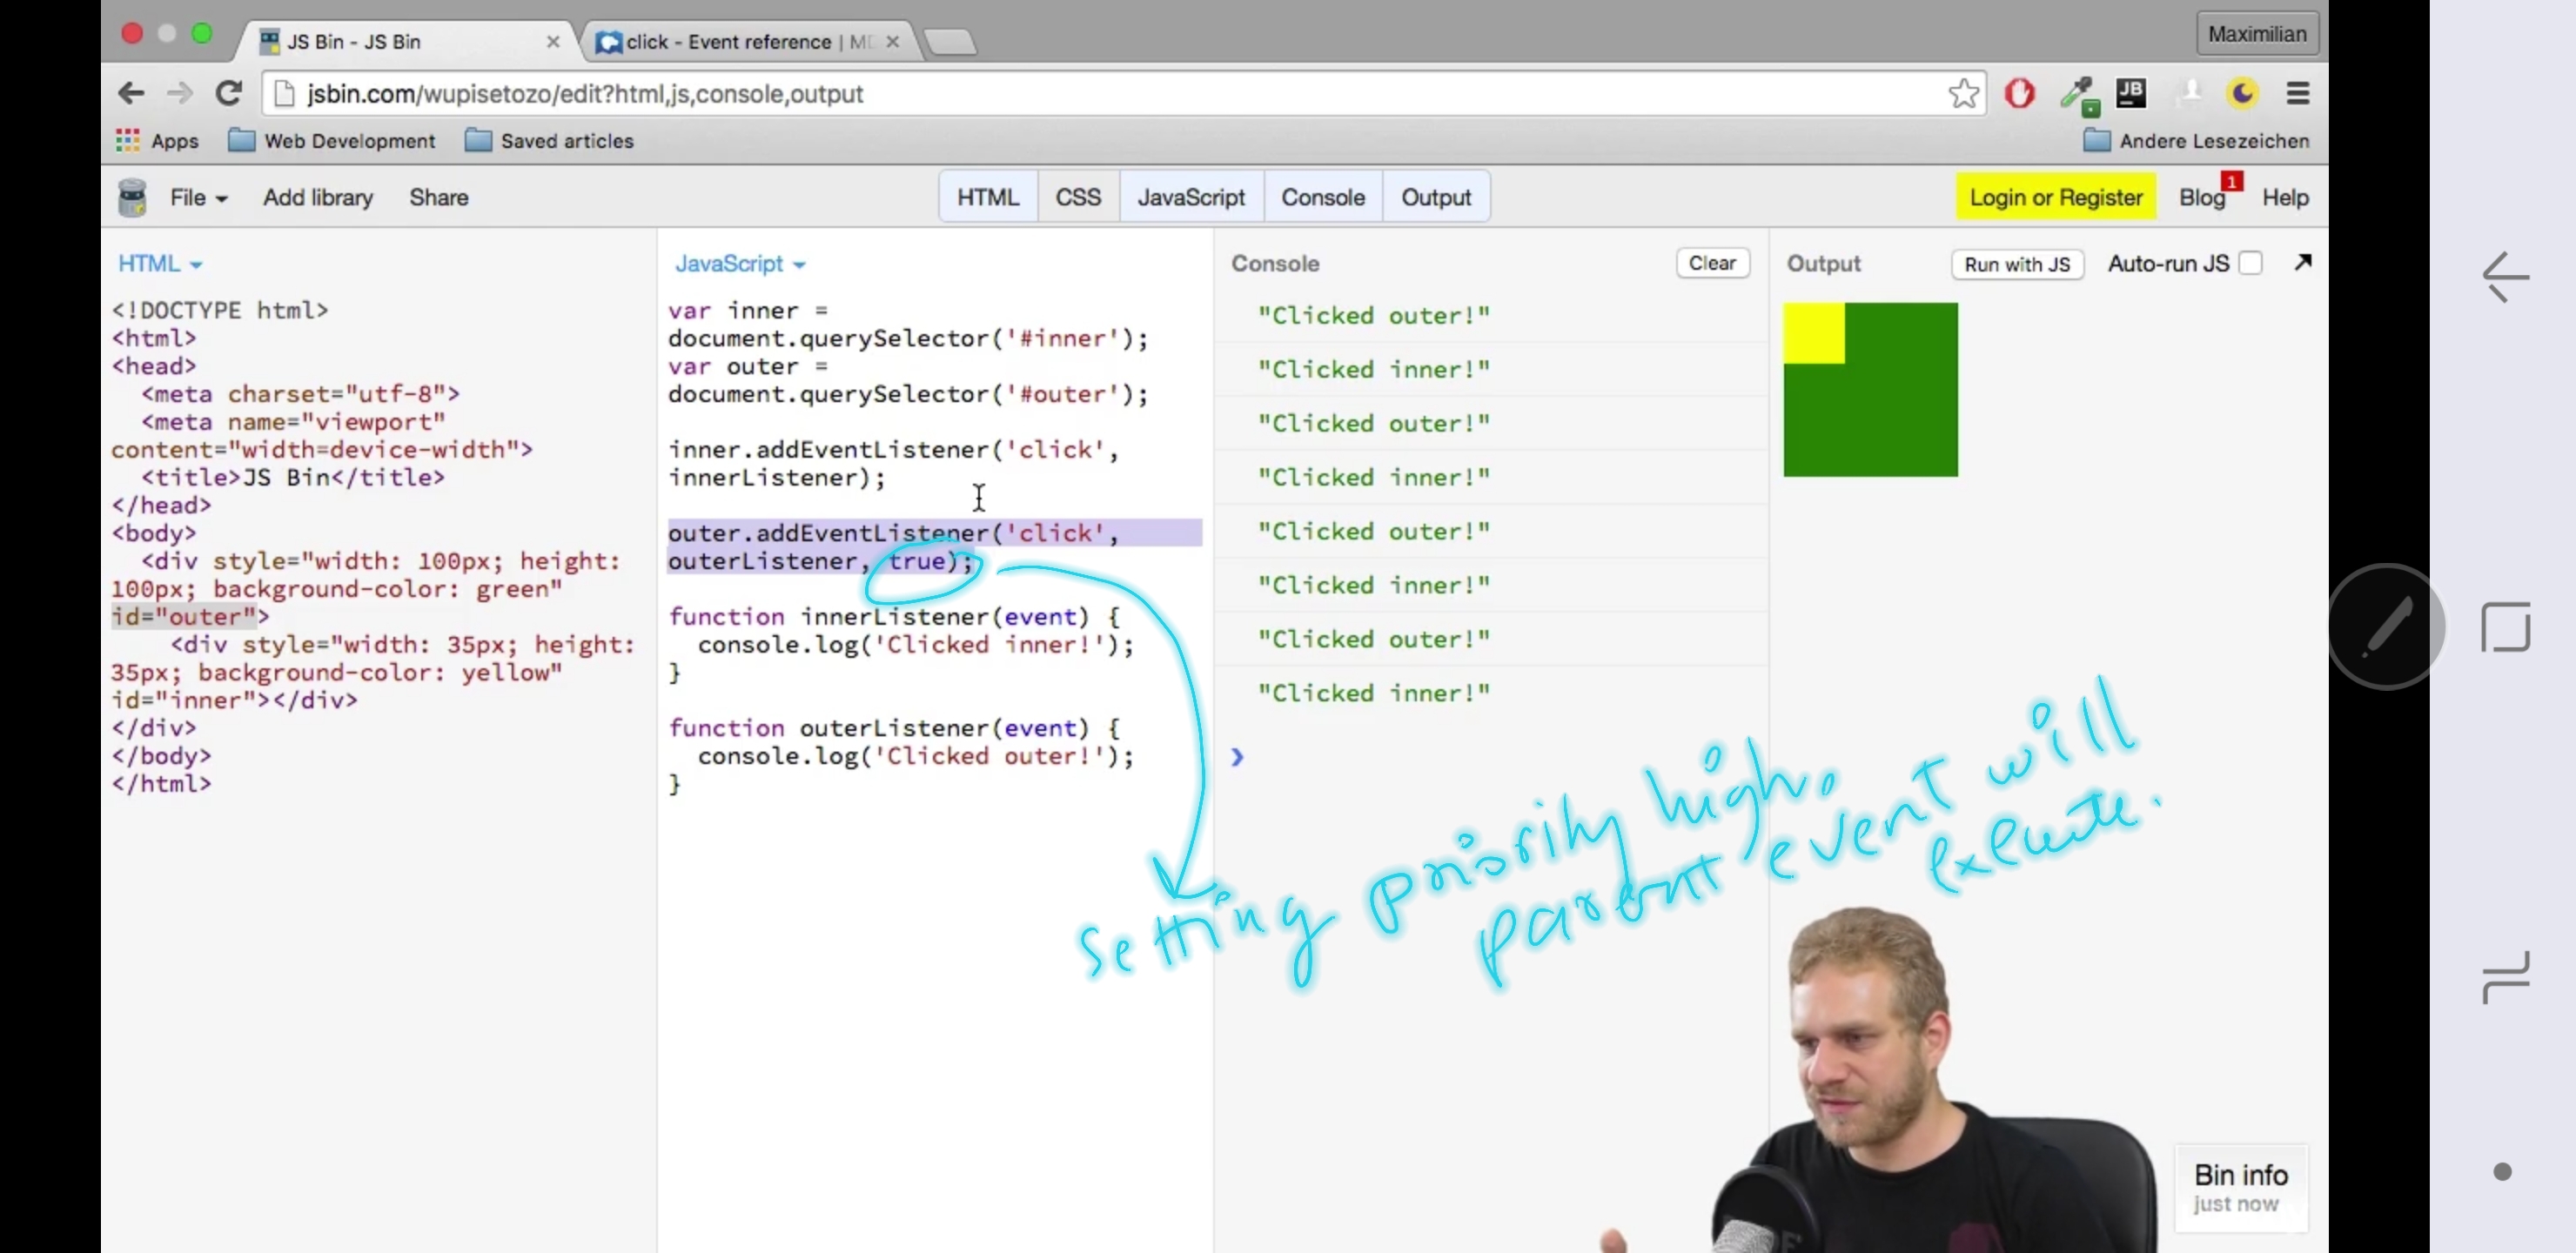 JS Bin - JS Bin
click - Event reference | MD
Maximilian
jsbin.com/wupisetozo/edit?html,js,console,output
JB
Apps
Web Development
Saved articles
Andere Lesezeichen
File
Add library
Share
HTML
CSS
JavaScript
Console
Output
Login or Register
Blog
1
Help
HTML
<!DOCTYPE html>
<html>
<head>
  <meta charset="utf-8">
  <meta name="viewport"
content="width=device-width">
  <title>JS Bin</title>
</head>
<body>
  <div style="width: 100px; height:
100px; background-color: green"
id="outer">
    <div style="width: 35px; height:
35px; background-color: yellow"
id="inner"></div>
</div>
</body>
</html>
JavaScript
var inner =
document.querySelector('#inner');
var outer =
document.querySelector('#outer');
inner.addEventListener('click',
innerListener);
outer.addEventListener('click',
outerListener, true);
function innerListener(event) {
  console.log('Clicked inner!');
}
function outerListener(event) {
  console.log('Clicked outer!');
}
Console
Clear
"Clicked outer!"
"Clicked inner!"
"Clicked outer!"
"Clicked inner!"
"Clicked outer!"
"Clicked inner!"
"Clicked outer!"
"Clicked inner!"
Output
Run with JS
Auto-run JS
setting priority high,
parent event will
execute.
Bin info
just now